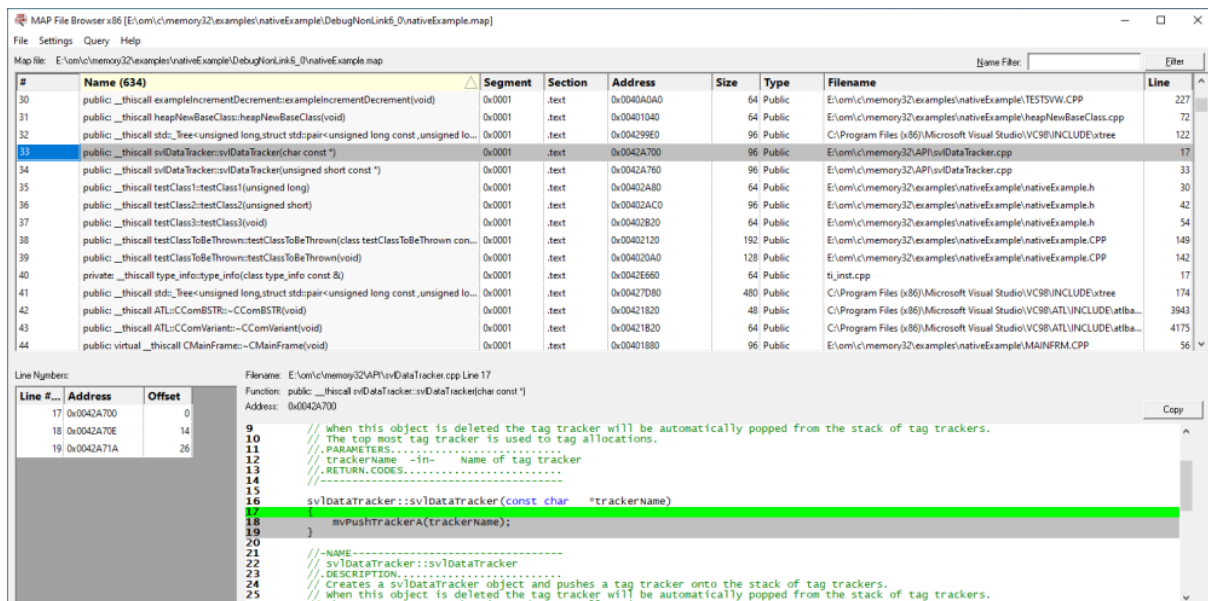 MAP File Browser x86 [E:\om\c\memory32\examples\nativeExample\DebugNonLink6_0\nativeExample.map]
File Settings Query Help
Map file: E:\om\c\memory32\examples\nativeExample\DebugNonLink6_0\nativeExample.map Name Filter: Filter
# Name (634) Segment Section Address Size Type Filename Line
30 public: __thiscall exampleIncrementDecrement::exampleIncrementDecrement(void) 0x0001 .text 0x0040A0A0 64 Public E:\om\c\memory32\examples\nativeExample\TESTSVW.CPP 227
31 public: __thiscall heapNewBaseClass::heapNewBaseClass(void) 0x0001 .text 0x00401040 64 Public E:\om\c\memory32\examples\nativeExample\heapNewBaseClass.cpp 72
32 public: __thiscall std::_Tree<unsigned long,struct std::pair<unsigned long const ,unsigned lo... 0x0001 .text 0x004299E0 96 Public C:\Program Files (x86)\Microsoft Visual Studio\VC98\INCLUDE\xtree 122
33 public: __thiscall svlDataTracker::svlDataTracker(char const *) 0x0001 .text 0x0042A700 96 Public E:\om\c\memory32\API\svlDataTracker.cpp 17
34 public: __thiscall svlDataTracker::svlDataTracker(unsigned short const *) 0x0001 .text 0x0042A760 96 Public E:\om\c\memory32\API\svlDataTracker.cpp 33
35 public: __thiscall testClass1::testClass1(unsigned long) 0x0001 .text 0x00402A80 64 Public E:\om\c\memory32\examples\nativeExample\nativeExample.h 30
36 public: __thiscall testClass2::testClass2(unsigned short) 0x0001 .text 0x00402AC0 96 Public E:\om\c\memory32\examples\nativeExample\nativeExample.h 42
37 public: __thiscall testClass3::testClass3(void) 0x0001 .text 0x00402B20 64 Public E:\om\c\memory32\examples\nativeExample\nativeExample.h 54
38 public: __thiscall testClassToBeThrown::testClassToBeThrown(class testClassToBeThrown con... 0x0001 .text 0x00402120 192 Public E:\om\c\memory32\examples\nativeExample\nativeExample.CPP 149
39 public: __thiscall testClassToBeThrown::testClassToBeThrown(void) 0x0001 .text 0x004020A0 128 Public E:\om\c\memory32\examples\nativeExample\nativeExample.CPP 142
40 private: __thiscall type_info::type_info(class type_info const &) 0x0001 .text 0x0042E660 64 Public ti_inst.cpp 17
41 public: __thiscall std::_Tree<unsigned long,struct std::pair<unsigned long const ,unsigned lo... 0x0001 .text 0x00427D80 480 Public C:\Program Files (x86)\Microsoft Visual Studio\VC98\INCLUDE\xtree 174
42 public: __thiscall ATL::CComBSTR::~CComBSTR(void) 0x0001 .text 0x00421820 48 Public C:\Program Files (x86)\Microsoft Visual Studio\VC98\ATL\INCLUDE\atlba... 3943
43 public: __thiscall ATL::CComVariant::~CComVariant(void) 0x0001 .text 0x00421B20 64 Public C:\Program Files (x86)\Microsoft Visual Studio\VC98\ATL\INCLUDE\atlba... 4175
44 public: virtual __thiscall CMainFrame::~CMainFrame(void) 0x0001 .text 0x00401880 96 Public E:\om\c\memory32\examples\nativeExample\MAINFRM.CPP 56
Line Numbers: Filename: E:\om\c\memory32\API\svlDataTracker.cpp Line 17
Function: public: __thiscall svlDataTracker::svlDataTracker(char const *)
Address: 0x0042A700 Copy
Line #... Address Offset
17 0x0042A700 0
18 0x0042A70E 14
19 0x0042A71A 26
9 // When this object is deleted the tag tracker will be automatically popped from the stack of tag trackers.
10 // The top most tag tracker is used to tag allocations.
11 //.PARAMETERS..........................
12 // trackerName -in- Name of tag tracker
13 //.RETURN.CODES........................
14 //-------------------------------------
15
16 svlDataTracker::svlDataTracker(const char *trackerName)
17 {
18 mvPushTrackerA(trackerName);
19 }
20
21 //-NAME---------------------------------
22 // svlDataTracker::svlDataTracker
23 //.DESCRIPTION..........................
24 // Creates a svlDataTracker object and pushes a tag tracker onto the stack of tag trackers.
25 // When this object is deleted the tag tracker will be automatically popped from the stack of tag trackers.